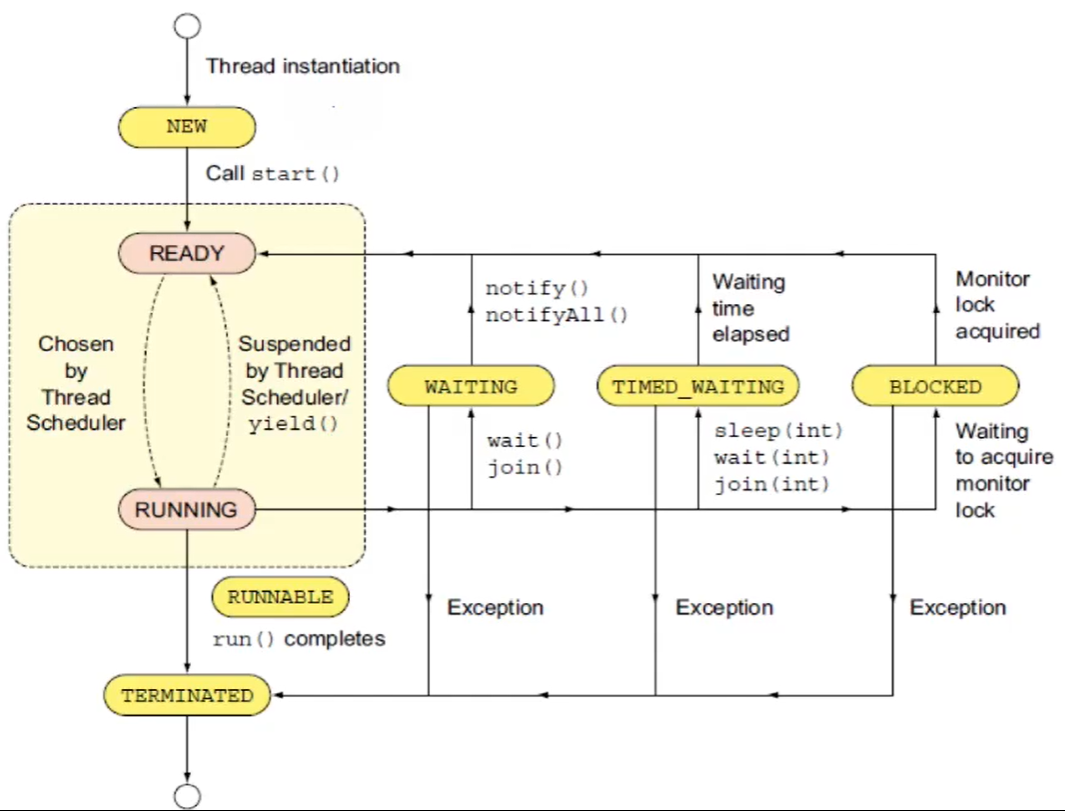 Thread instantiation
NEW
Call start()
READY
Chosen
by
Thread
Scheduler
Suspended
by Thread
Scheduler/
yield()
RUNNING
RUNNABLE
run() completes
TERMINATED
notify()
notifyAll()
WAITING
wait()
join()
Exception
Waiting
time
elapsed
TIMED_WAITING
sleep(int)
wait(int)
join(int)
Exception
Monitor
lock
acquired
BLOCKED
Waiting
to acquire
monitor
lock
Exception